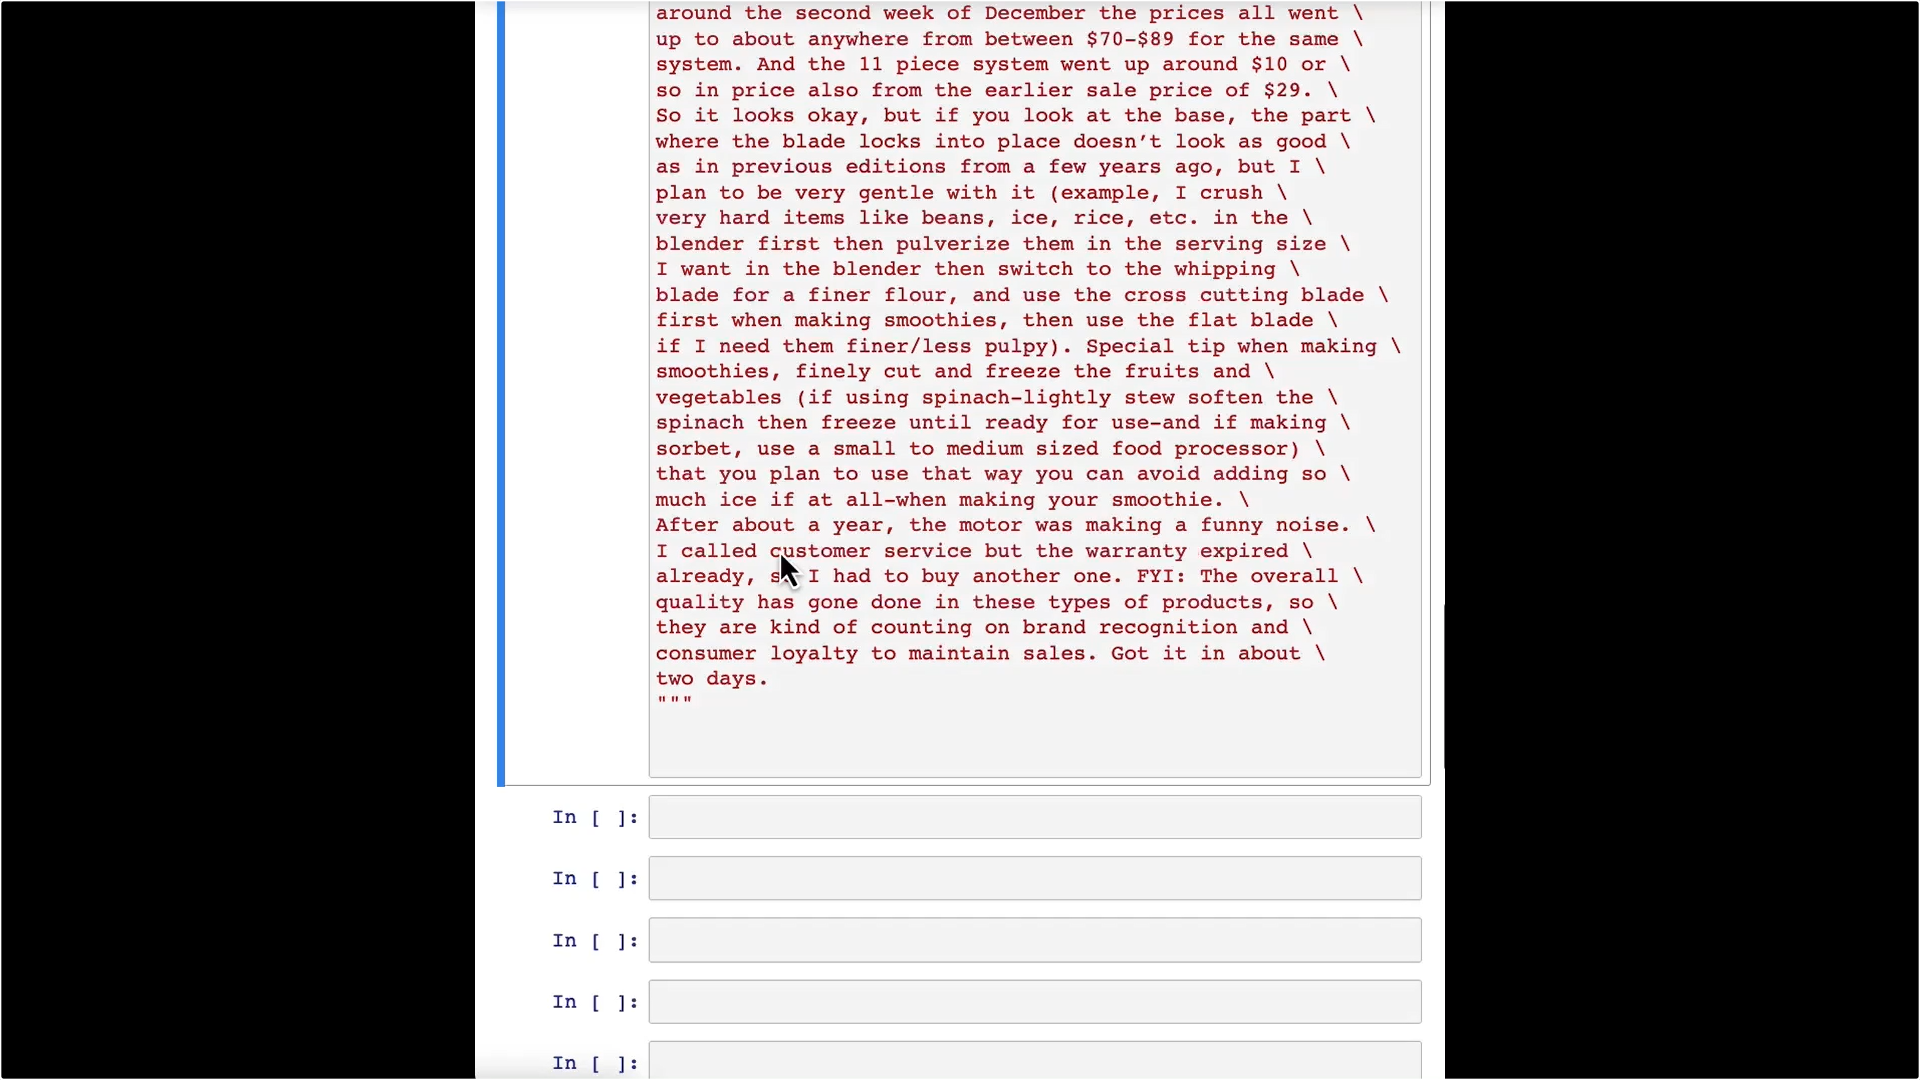 around the second week of December the prices all went \
up to about anywhere from between $70-$89 for the same \
system. And the 11 piece system went up around $10 or \
so in price also from the earlier sale price of $29. \
So it looks okay, but if you look at the base, the part \
where the blade locks into place doesn’t look as good \
as in previous editions from a few years ago, but I \
plan to be very gentle with it (example, I crush \
very hard items like beans, ice, rice, etc. in the \
blender first then pulverize them in the serving size \
I want in the blender then switch to the whipping \
blade for a finer flour, and use the cross cutting blade \
first when making smoothies, then use the flat blade \
if I need them finer/less pulpy). Special tip when making \
smoothies, finely cut and freeze the fruits and \
vegetables (if using spinach-lightly stew soften the \
spinach then freeze until ready for use-and if making \
sorbet, use a small to medium sized food processor) \
that you plan to use that way you can avoid adding so \
much ice if at all-when making your smoothie. \
After about a year, the motor was making a funny noise. \
I called customer service but the warranty expired \
already, so I had to buy another one. FYI: The overall \
quality has gone done in these types of products, so \
they are kind of counting on brand recognition and \
consumer loyalty to maintain sales. Got it in about \
two days.
"""
In [ ]:
In [ ]:
In [ ]:
In [ ]:
In [ ]: